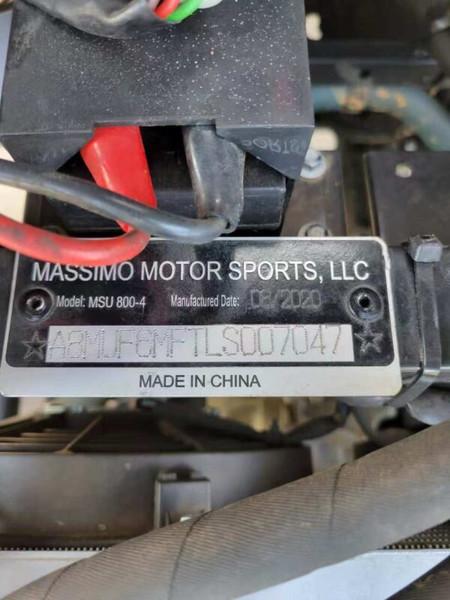 MASSIMO MOTOR SPORTS, LLC
Model: MSU 800-4 Manufactured Date: 08/2020
☆A8MUF8MFTLS007047☆
MADE IN CHINA